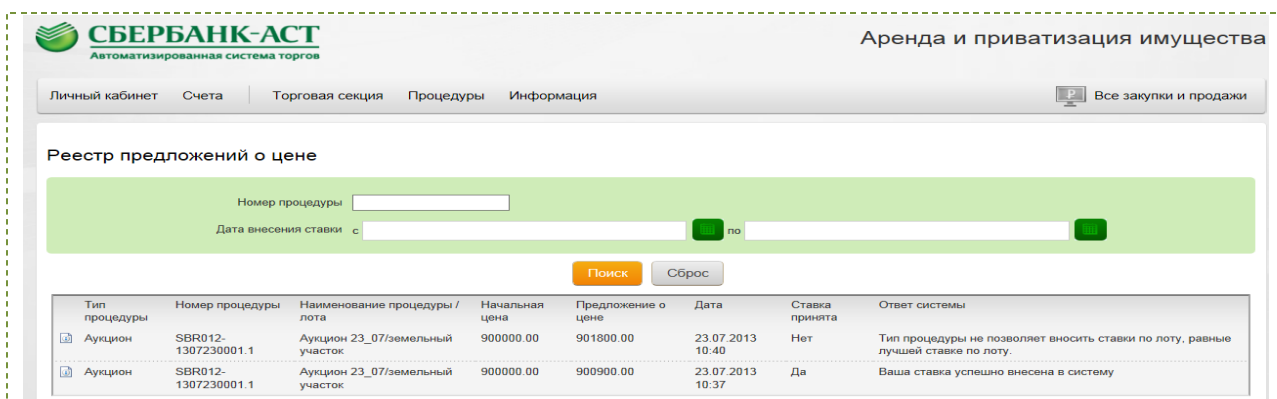 СБЕРБАНК-АСТ
Автоматизированная система торгов
Аренда и приватизация имущества
Личный кабинет Счета Торговая секция Процедуры Информация Все закупки и продажи
Реестр предложений о цене
Номер процедуры
Дата внесения ставки с по
Поиск Сброс
Тип процедуры Номер процедуры Наименование процедуры / лота Начальная цена Предложение о цене Дата Ставка принята Ответ системы
Аукцион SBR012-1307230001.1 Аукцион 23_07/земельный участок 900000.00 901800.00 23.07.2013 10:40 Нет Тип процедуры не позволяет вносить ставки по лоту, равные лучшей ставке по лоту.
Аукцион SBR012-1307230001.1 Аукцион 23_07/земельный участок 900000.00 900900.00 23.07.2013 10:37 Да Ваша ставка успешно внесена в систему